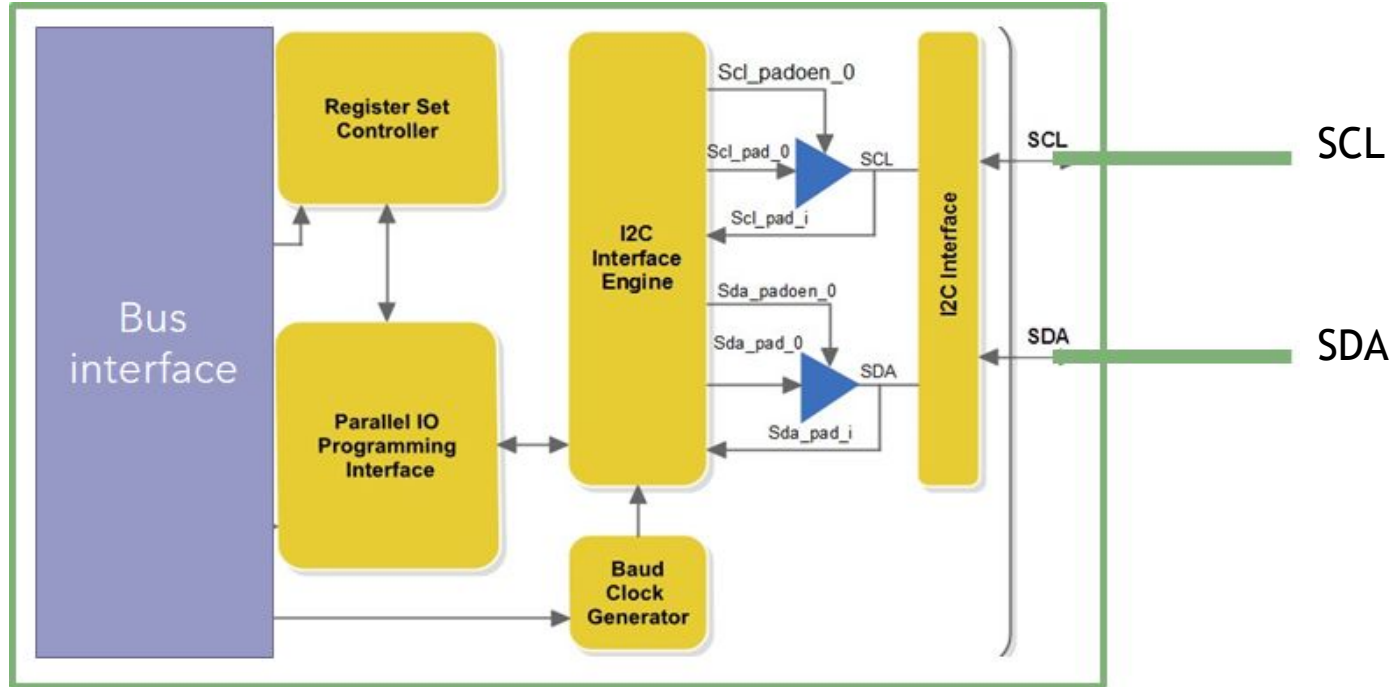 Bus
interface
Register Set
Controller
Parallel IO
Programming
Interface
I2C
Interface
Engine
Baud
Clock
Generator
Scl_padoen_0
Scl_pad_0
SCL
Scl_pad_i
Sda_padoen_0
Sda_pad_0
SDA
Sda_pad_i
I2C Interface
SCL
SDA
SCL
SDA